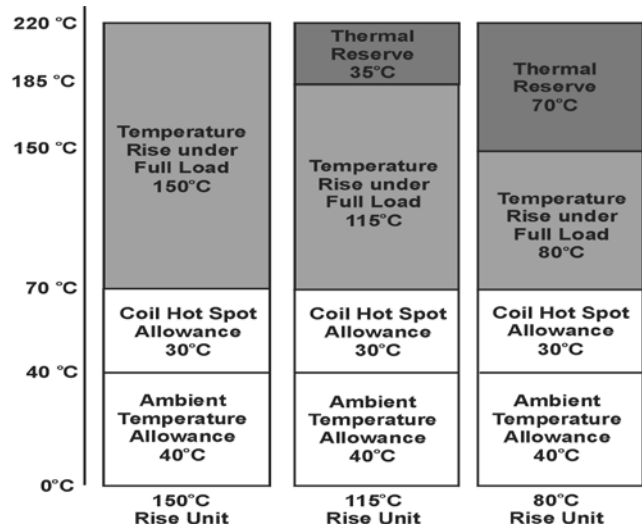 220 °C
185 °C
150 °C
70 °C
40 °C
0°C
Temperature
Rise under
Full Load
150°C
Coil Hot Spot
Allowance
30°C
Ambient
Temperature
Allowance
40°C
150°C
Rise Unit
Thermal
Reserve
35°C
Temperature
Rise under
Full Load
115°C
Coil Hot Spot
Allowance
30°C
Ambient
Temperature
Allowance
40°C
115°C
Rise Unit
Thermal
Reserve
70°C
Temperature
Rise under
Full Load
80°C
Coil Hot Spot
Allowance
30°C
Ambient
Temperature
Allowance
40°C
80°C
Rise Unit